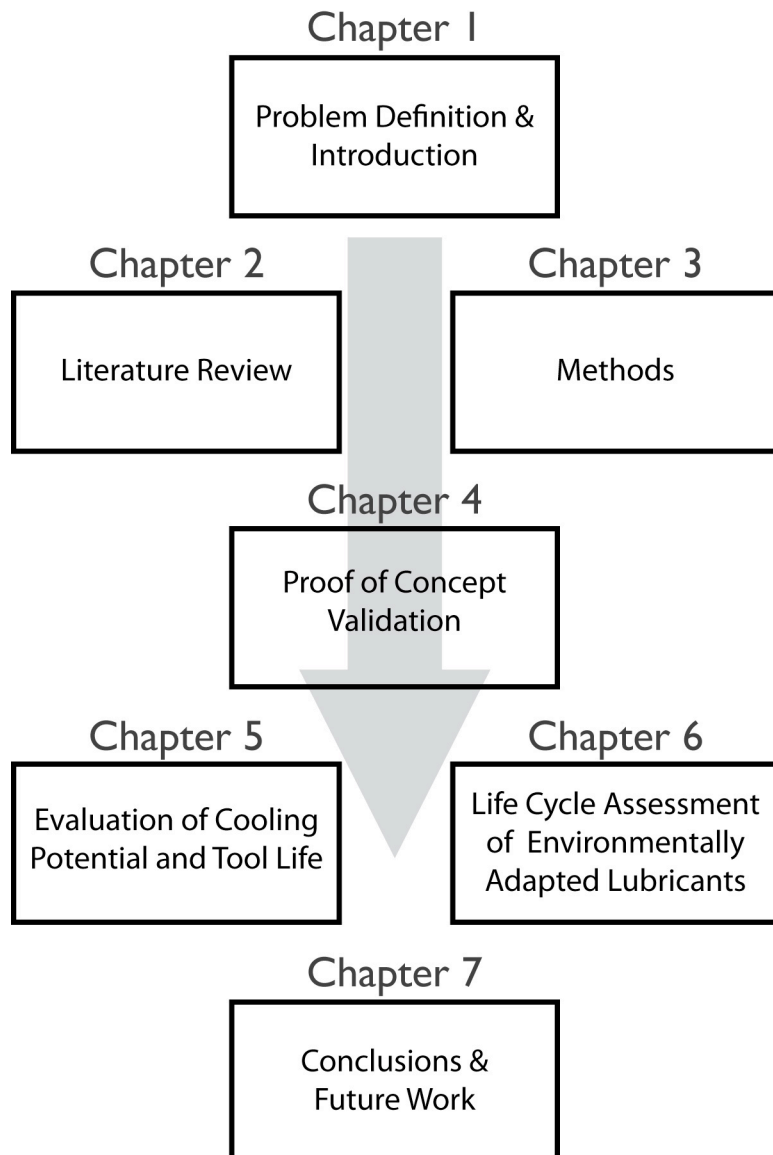 Chapter 1
Problem Definition &
Introduction
Chapter 2
Literature Review
Chapter 3
Methods
Chapter 4
Proof of Concept
Validation
Chapter 5
Evaluation of Cooling
Potential and Tool Life
Chapter 6
Life Cycle Assessment
of Environmentally
Adapted Lubricants
Chapter 7
Conclusions &
Future Work